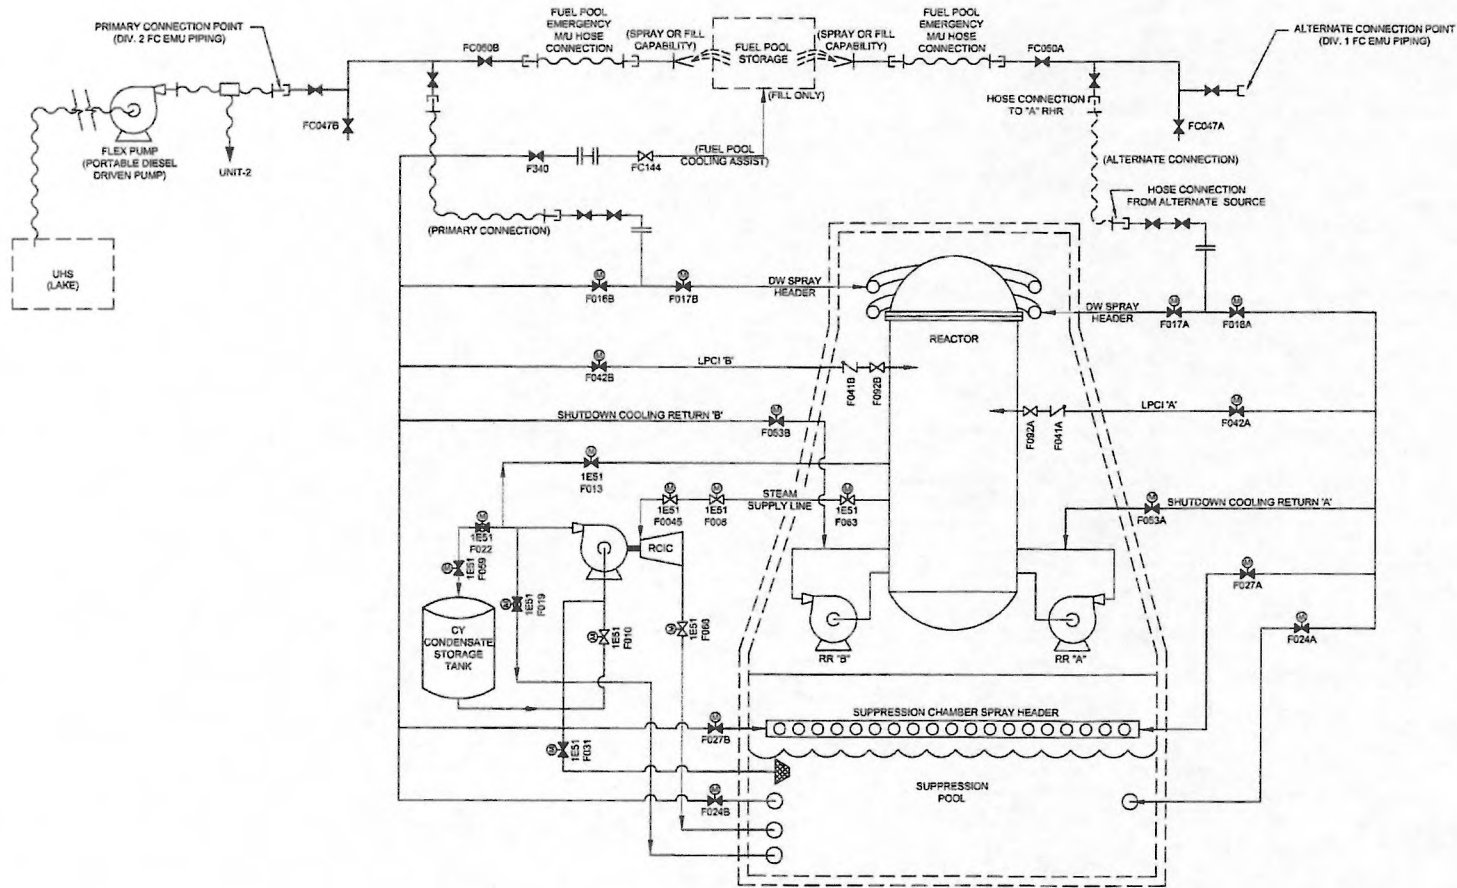 PRIMARY CONNECTION POINT
(DIV. 2 FC EMU PIPING)
FUEL POOL
EMERGENCY
M/U HOSE
CONNECTION
(SPRAY OR FILL
CAPABILITY)
FUEL POOL
STORAGE
(SPRAY OR FILL
CAPABILITY)
FUEL POOL
EMERGENCY
M/U HOSE
CONNECTION
ALTERNATE CONNECTION POINT
(DIV. 1 FC EMU PIPING)
FC060B
FC060A
(FILL ONLY)
HOSE CONNECTION
TO "A" RHR
FC047B
FC047A
FLEX PUMP
(PORTABLE DIESEL
DRIVEN PUMP)
UNIT-2
F340
FC144
(FUEL POOL
COOLING ASSIST)
(ALTERNATE CONNECTION)
HOSE CONNECTION
FROM ALTERNATE SOURCE
(PRIMARY CONNECTION)
UHS
(LAKE)
M
F016B
M
F017B
DW SPRAY
HEADER
DW SPRAY
HEADER
M
F017A
M
F016A
REACTOR
M
F042B
LPCI 'B'
F041B
F092B
F092A
F041A
LPCI 'A'
M
F042A
SHUTDOWN COOLING RETURN 'B'
M
F053B
M
1E51
F013
M
1E51
F0045
M
1E51
F008
STEAM
SUPPLY LINE
M
1E51
F063
SHUTDOWN COOLING RETURN 'A'
M
F053A
M
1E51
F022
M
1E51
F059
RCIC
M
1E51
F019
M
1E51
F010
M
1E51
F068
M
F027A
M
F024A
CY
CONDENSATE
STORAGE
TANK
RR "B"
RR "A"
SUPPRESSION CHAMBER SPRAY HEADER
M
F027B
M
1E51
F031
SUPPRESSION
POOL
M
F024B